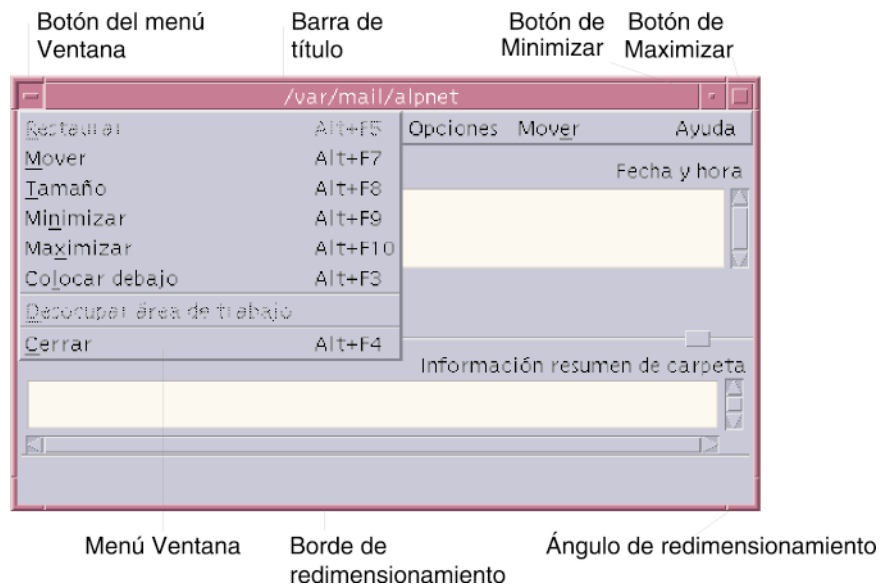 Botón del menú
Ventana
Barra de
título
Botón de
Minimizar
Botón de
Maximizar
/var/mail/alpnet
Restaurar Alt+F5
Opciones Mover Ayuda
Mover Alt+F7
Tamaño Alt+F8
Minimizar Alt+F9
Maximizar Alt+F10
Colocar debajo Alt+F3
Desocupar área de trabajo
Cerrar Alt+F4
Fecha y hora
Información resumen de carpeta
Menú Ventana
Borde de
redimensionamiento
Ángulo de redimensionamiento